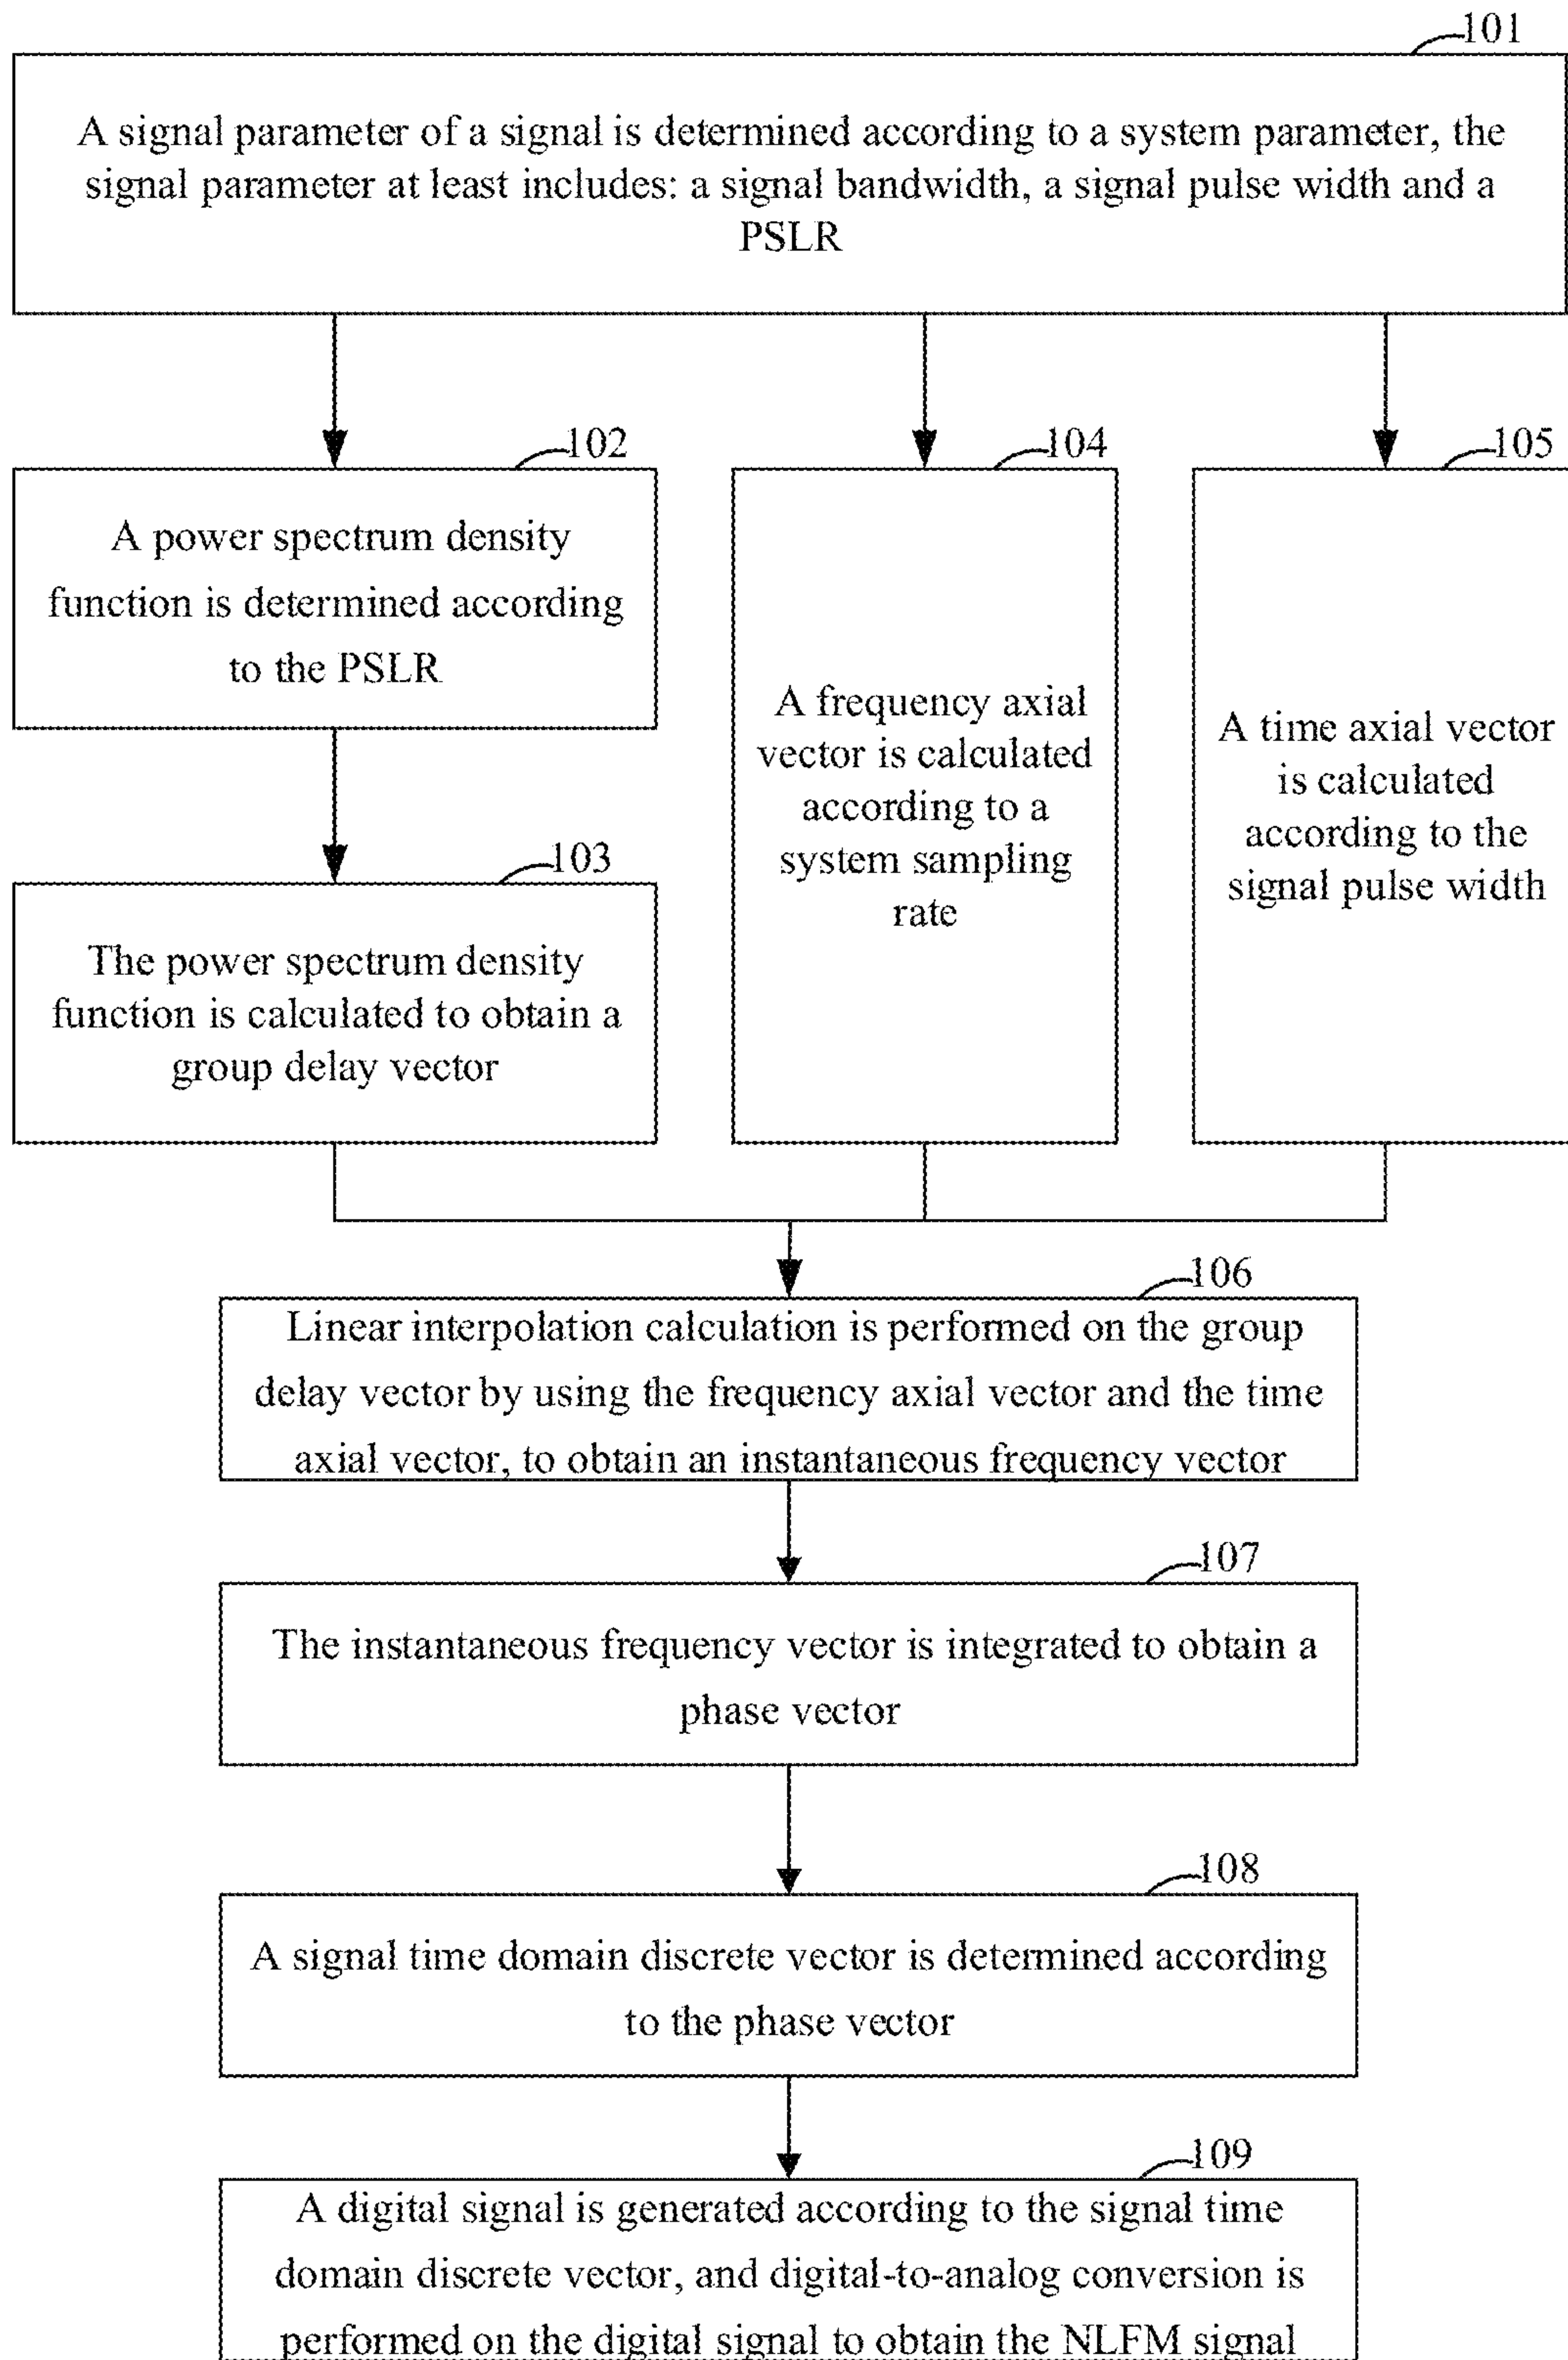 101
A signal parameter of a signal is determined according to a system parameter, the
signal parameter at least includes: a signal bandwidth, a signal pulse width and a
PSLR
102
A power spectrum density
function is determined according
to the PSLR
103
The power spectrum density
function is calculated to obtain a
group delay vector
104
A frequency axial
vector is calculated
according to a
system sampling
rate
105
A time axial vector
is calculated
according to the
signal pulse width
106
Linear interpolation calculation is performed on the group
delay vector by using the frequency axial vector and the time
axial vector, to obtain an instantaneous frequency vector
107
The instantaneous frequency vector is integrated to obtain a
phase vector
108
A signal time domain discrete vector is determined according
to the phase vector
109
A digital signal is generated according to the signal time
domain discrete vector, and digital-to-analog conversion is
performed on the digital signal to obtain the NLFM signal